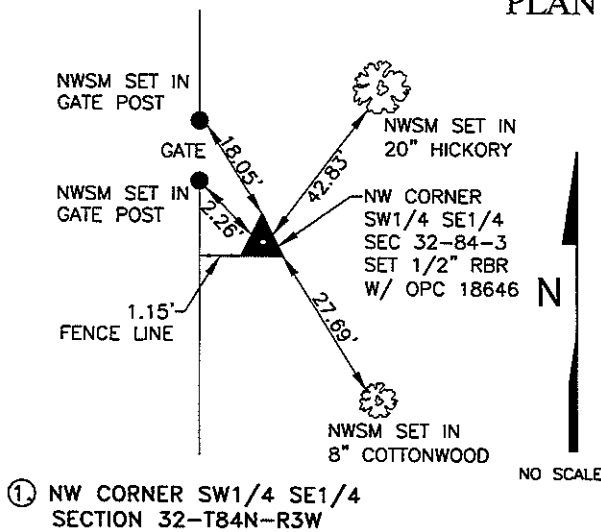 PLAN
NWSM SET IN
GATE POST
GATE
NWSM SET IN
GATE POST
18.05'
2.26'
42.83'
NWSM SET IN
20" HICKORY
NW CORNER
SW1/4 SE1/4
SEC 32-84-3
SET 1/2" RBR
W/ OPC 18646
N
1.15'
FENCE LINE
27.69'
NWSM SET IN
8" COTTONWOOD
NO SCALE
1. NW CORNER SW1/4 SE1/4
SECTION 32-T84N-R3W